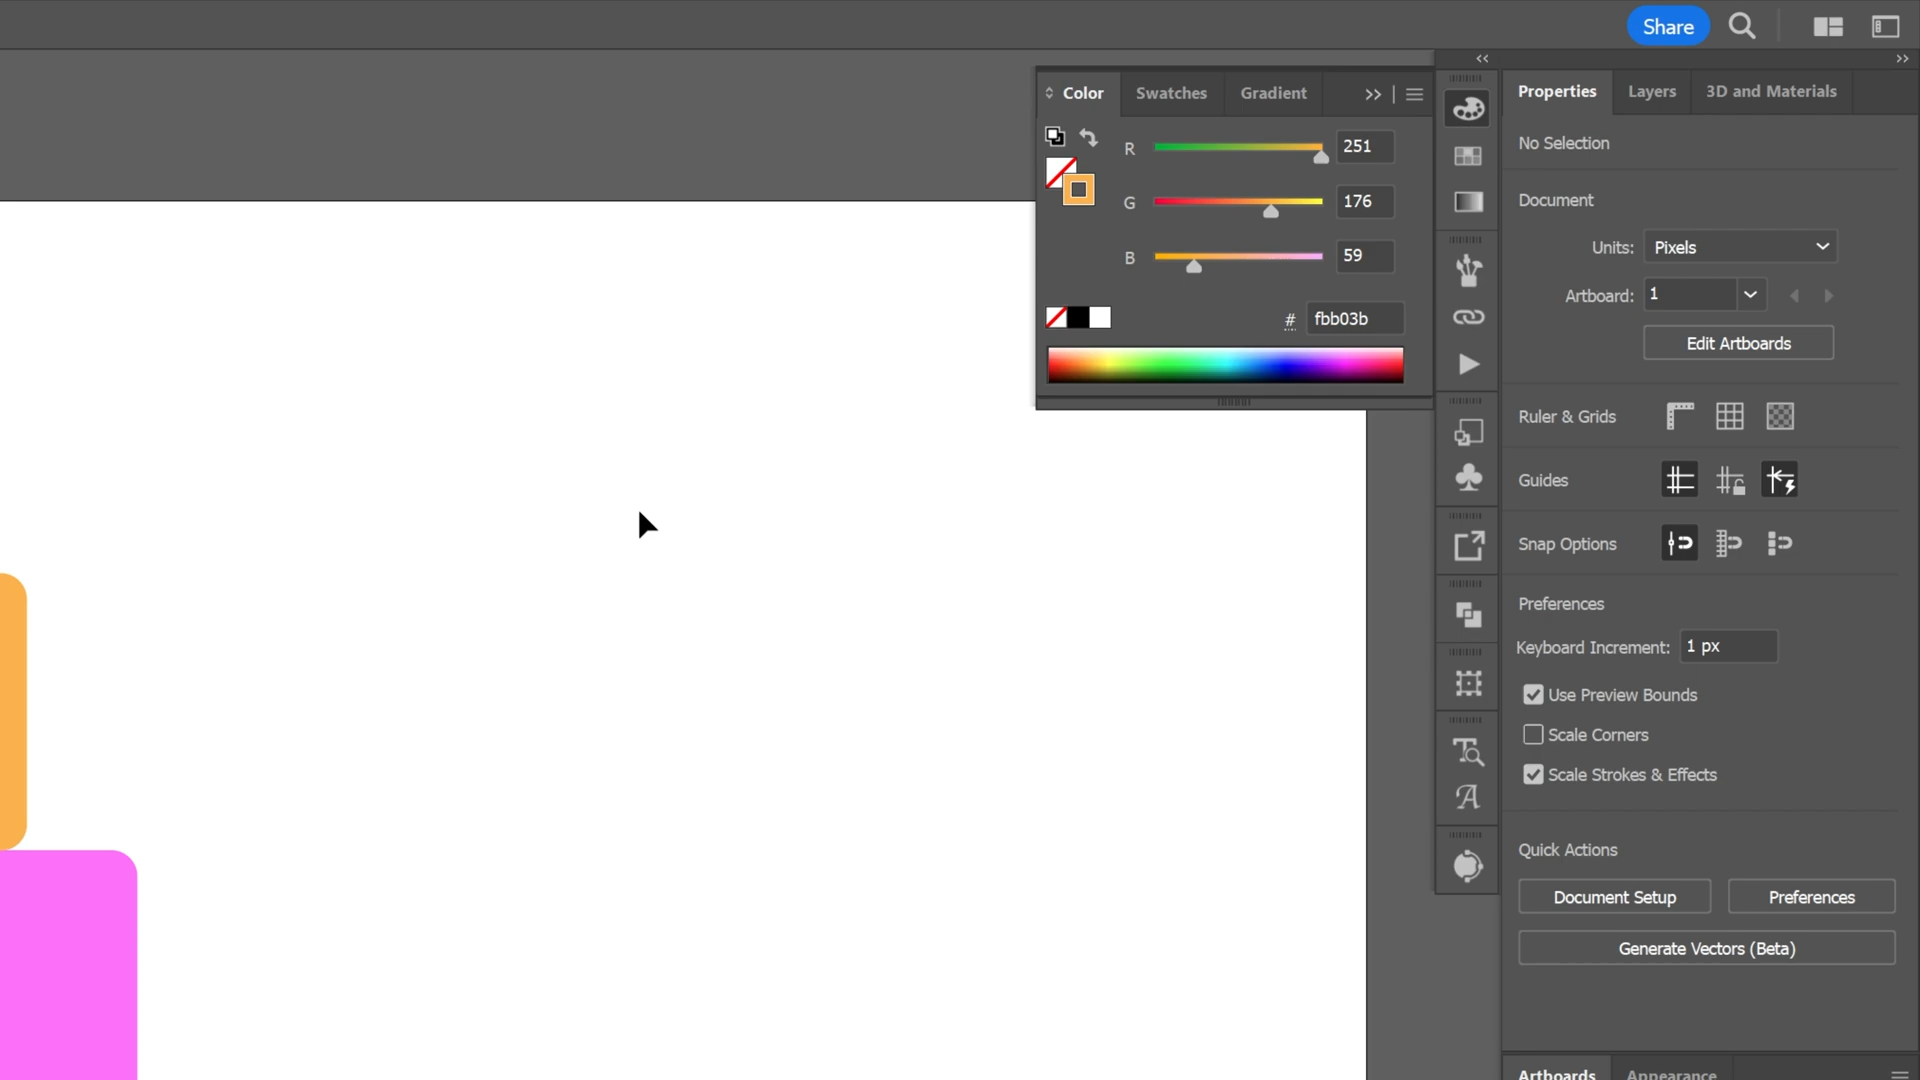 Share
Color Swatches Gradient
R 251
G 176
B 59
# fbb03b
Properties Layers 3D and Materials
No Selection
Document
Units: Pixels
Artboard: 1
Edit Artboards
Ruler & Grids
Guides
Snap Options
Preferences
Keyboard Increment: 1 px
Use Preview Bounds
Scale Corners
Scale Strokes & Effects
Quick Actions
Document Setup Preferences
Generate Vectors (Beta)
Artboards Appearance